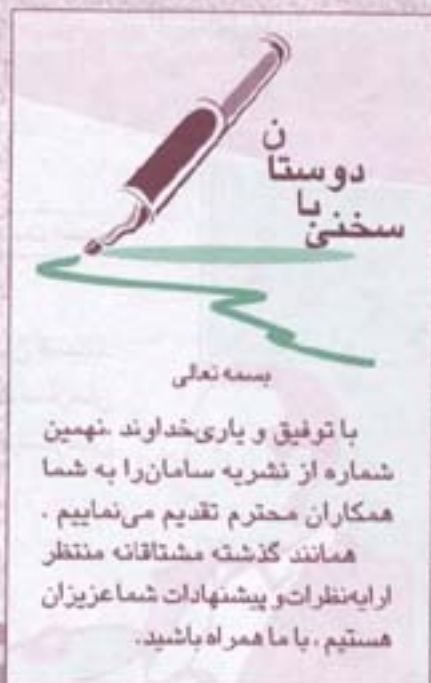 سخنی با دوستان
بسمه تعالی
با توفیق و یاری خداوند ،نهمین
شماره از نشریه سامان را به شما
همکاران محترم تقدیم می‌نماییم .
همانند گذشته مشتاقانه منتظر
ارایه نظرات و پیشنهادات شما عزیزان
هستیم ، با ما همراه باشید.